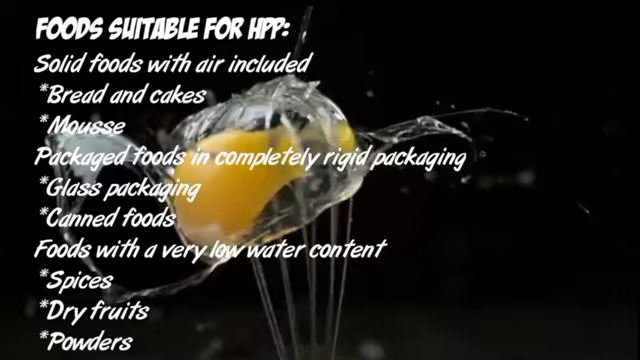 FOODS SUITABLE FOR HPP:
Solid foods with air included
*Bread and cakes
*Mousse
Packaged foods in completely rigid packaging
*Glass packaging
*Canned foods
Foods with a very low water content
*Spices
*Dry fruits
*Powders